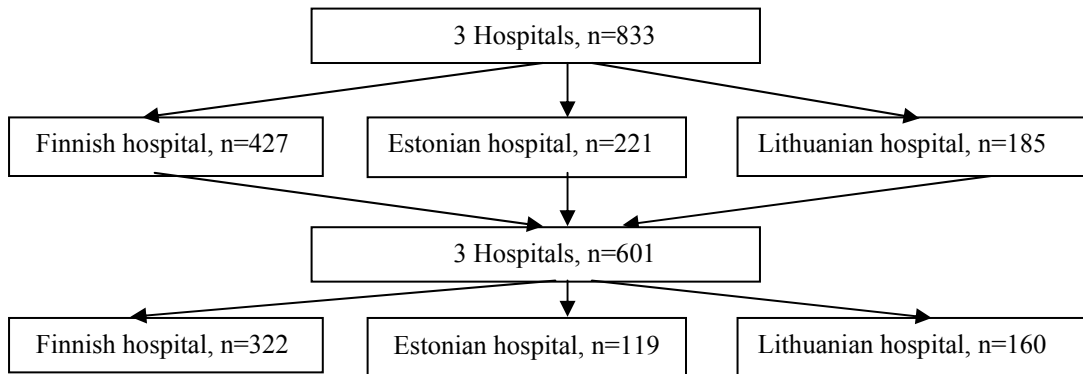 3 Hospitals, n=833
Finnish hospital, n=427
Estonian hospital, n=221
Lithuanian hospital, n=185
3 Hospitals, n=601
Finnish hospital, n=322
Estonian hospital, n=119
Lithuanian hospital, n=160